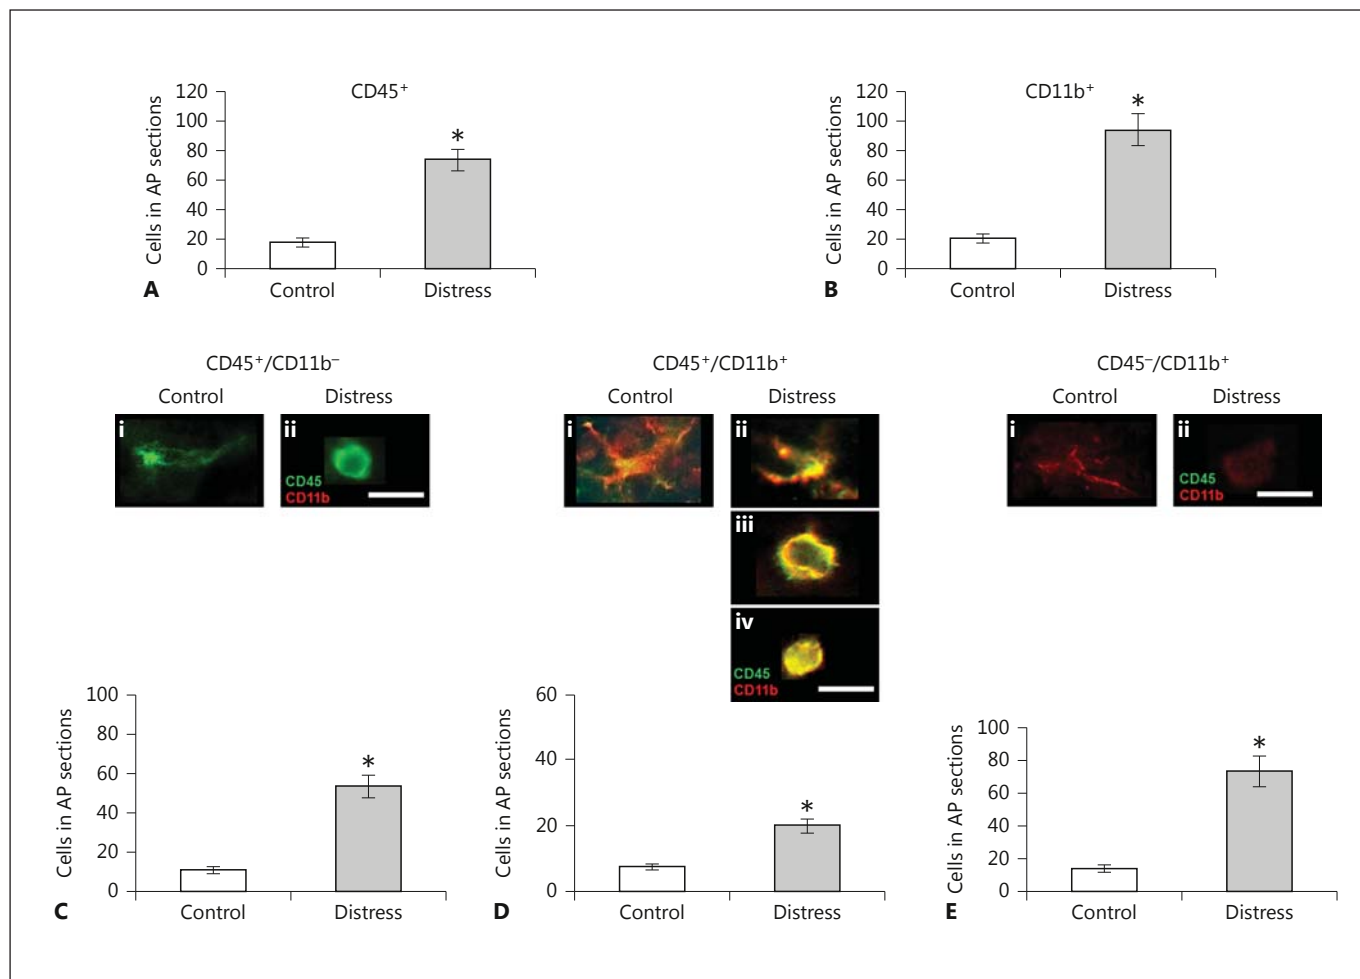 CD45⁺
Cells in AP sections
120
100
80
60
40
20
0
*
Control
Distress
A
CD11b⁺
Cells in AP sections
120
100
80
60
40
20
0
*
Control
Distress
B
CD45⁺/CD11b⁻
Control
Distress
i
ii
CD45
CD11b
Cells in AP sections
100
80
60
40
20
0
*
Control
Distress
C
CD45⁺/CD11b⁺
Control
Distress
i
ii
iii
iv
CD45
CD11b
Cells in AP sections
60
40
20
0
*
Control
Distress
D
CD45⁻/CD11b⁺
Control
Distress
i
ii
CD45
CD11b
Cells in AP sections
100
80
60
40
20
0
*
Control
Distress
E